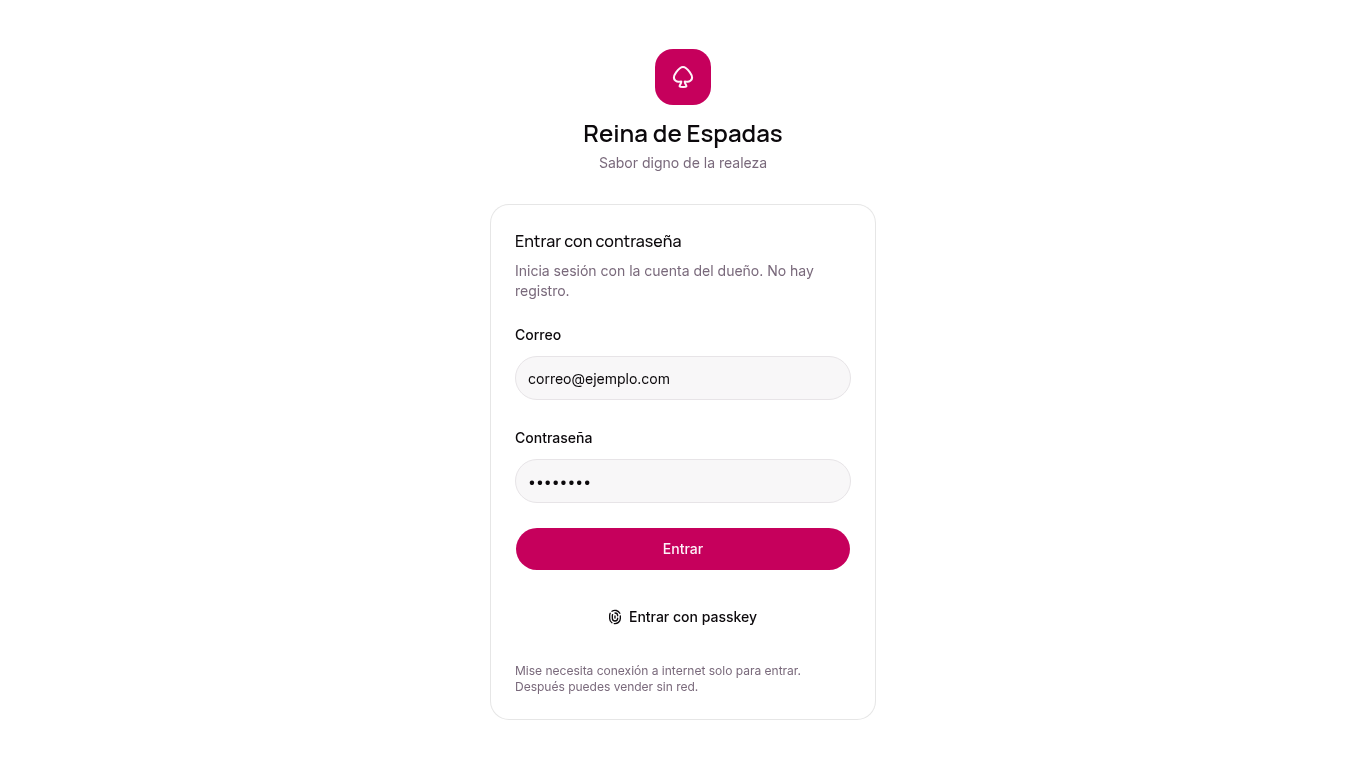 Reina de Espadas
Sabor digno de la realeza
Entrar con contraseña
Inicia sesión con la cuenta del dueño. No hay
registro.
Correo
correo@ejemplo.com
Contraseña
••••••••
Entrar
Entrar con passkey
Mise necesita conexión a internet solo para entrar.
Después puedes vender sin red.